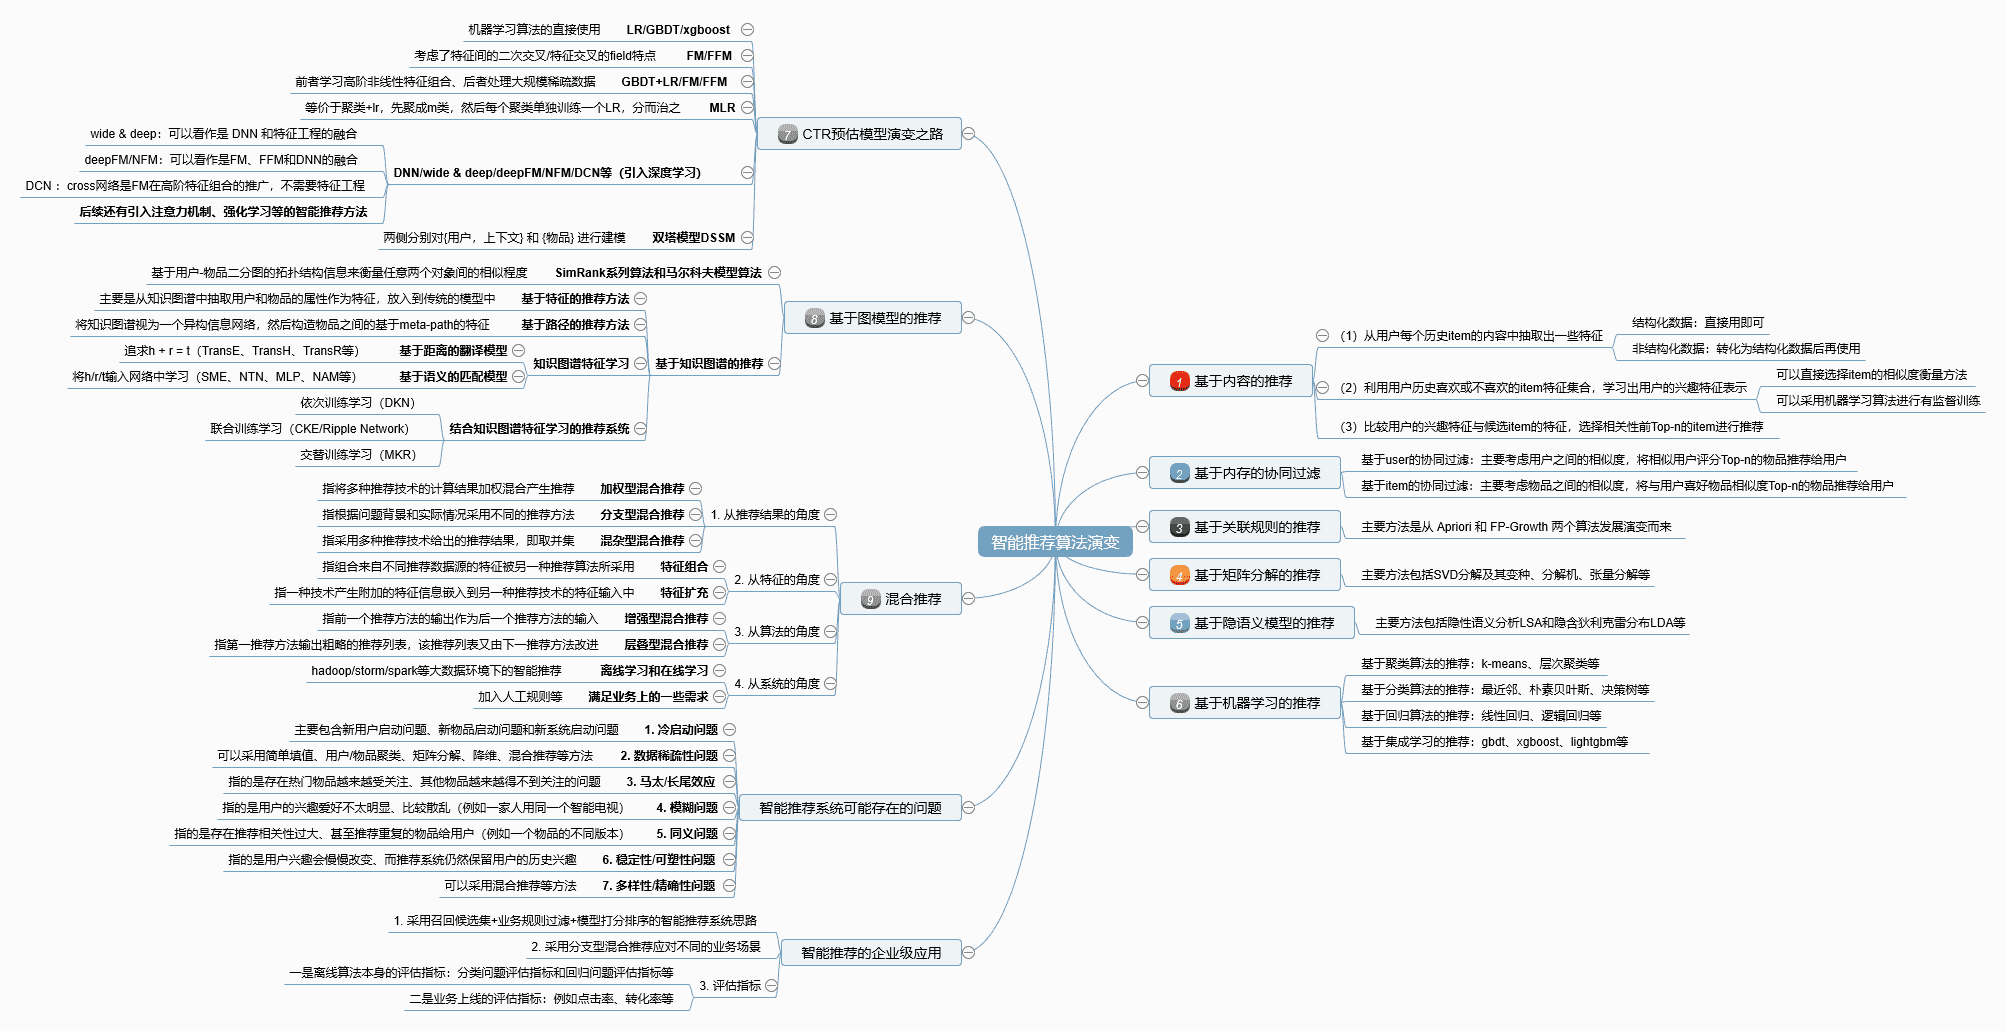 智能推荐算法演变
1 基于内容的推荐
（1）从用户每个历史item的内容中抽取出一些特征
结构化数据：直接用即可
非结构化数据：转化为结构化数据后再使用
（2）利用用户历史喜欢或不喜欢的item特征集合，学习出用户的兴趣特征表示
可以直接选择item的相似度衡量方法
可以采用机器学习算法进行有监督训练
（3）比较用户的兴趣特征与候选item的特征，选择相关性前Top-n的item进行推荐
2 基于内存的协同过滤
基于user的协同过滤：主要考虑用户之间的相似度，将相似用户评分Top-n的物品推荐给用户
基于item的协同过滤：主要考虑物品之间的相似度，将与用户喜好物品相似度Top-n的物品推荐给用户
3 基于关联规则的推荐
主要方法是从 Apriori 和 FP-Growth 两个算法发展演变而来
4 基于矩阵分解的推荐
主要方法包括SVD分解及其变种、分解机、张量分解等
5 基于隐语义模型的推荐
主要方法包括隐性语义分析LSA和隐含狄利克雷分布LDA等
6 基于机器学习的推荐
基于聚类算法的推荐：k-means、层次聚类等
基于分类算法的推荐：最近邻、朴素贝叶斯、决策树等
基于回归算法的推荐：线性回归、逻辑回归等
基于集成学习的推荐：gbdt、xgboost、lightgbm等
7 CTR预估模型演变之路
LR/GBDT/xgboost
机器学习算法的直接使用
FM/FFM
考虑了特征间的二次交叉/特征交叉的field特点
GBDT+LR/FM/FFM
前者学习高阶非线性特征组合、后者处理大规模稀疏数据
MLR
等价于聚类+lr，先聚成m类，然后每个聚类单独训练一个LR，分而治之
DNN/wide & deep/deepFM/NFM/DCN等（引入深度学习）
wide & deep：可以看作是 DNN 和特征工程的融合
deepFM/NFM：可以看作是FM、FFM和DNN的融合
DCN ：cross网络是FM在高阶特征组合的推广，不需要特征工程
后续还有引入注意力机制、强化学习等的智能推荐方法
双塔模型DSSM
两侧分别对{用户，上下文} 和 {物品} 进行建模
8 基于图模型的推荐
SimRank系列算法和马尔科夫模型算法
基于用户-物品二分图的拓扑结构信息来衡量任意两个对象间的相似程度
基于知识图谱的推荐
基于特征的推荐方法
主要是从知识图谱中抽取用户和物品的属性作为特征，放入到传统的模型中
基于路径的推荐方法
将知识图谱视为一个异构信息网络，然后构造物品之间的基于meta-path的特征
知识图谱特征学习
基于距离的翻译模型
追求h + r = t（TransE、TransH、TransR等）
基于语义的匹配模型
将h/r/t输入网络中学习（SME、NTN、MLP、NAM等）
结合知识图谱特征学习的推荐系统
依次训练学习（DKN）
联合训练学习（CKE/Ripple Network）
交替训练学习（MKR）
9 混合推荐
1. 从推荐结果的角度
加权型混合推荐
指将多种推荐技术的计算结果加权混合产生推荐
分支型混合推荐
指根据问题背景和实际情况采用不同的推荐方法
混杂型混合推荐
指采用多种推荐技术给出的推荐结果，即取并集
2. 从特征的角度
特征组合
指组合来自不同推荐数据源的特征被另一种推荐算法所采用
特征扩充
指一种技术产生附加的特征信息嵌入到另一种推荐技术的特征输入中
3. 从算法的角度
增强型混合推荐
指前一个推荐方法的输出作为后一个推荐方法的输入
层叠型混合推荐
指第一推荐方法输出粗略的推荐列表，该推荐列表又由下一推荐方法改进
4. 从系统的角度
离线学习和在线学习
hadoop/storm/spark等大数据环境下的智能推荐
满足业务上的一些需求
加入人工规则等
智能推荐系统可能存在的问题
1. 冷启动问题
主要包含新用户启动问题、新物品启动问题和新系统启动问题
2. 数据稀疏性问题
可以采用简单填值、用户/物品聚类、矩阵分解、降维、混合推荐等方法
3. 马太/长尾效应
指的是存在热门物品越来越受关注、其他物品越来越得不到关注的问题
4. 模糊问题
指的是用户的兴趣爱好不太明显、比较散乱（例如一家人用同一个智能电视）
5. 同义问题
指的是存在推荐相关性过大、甚至推荐重复的物品给用户（例如一个物品的不同版本）
6. 稳定性/可塑性问题
指的是用户兴趣会慢慢改变、而推荐系统仍然保留用户的历史兴趣
7. 多样性/精确性问题
可以采用混合推荐等方法
智能推荐的企业级应用
1. 采用召回候选集+业务规则过滤+模型打分排序的智能推荐系统思路
2. 采用分支型混合推荐应对不同的业务场景
3. 评估指标
一是离线算法本身的评估指标：分类问题评估指标和回归问题评估指标等
二是业务上线的评估指标：例如点击率、转化率等